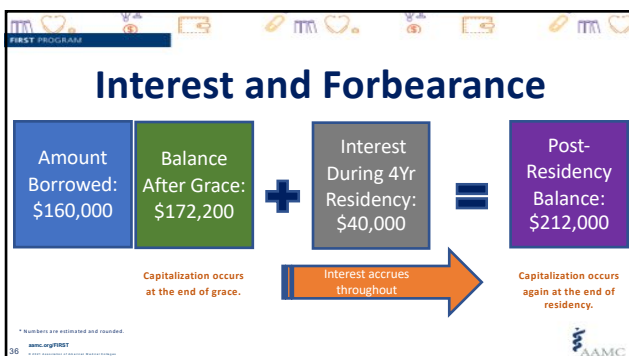 FIRST PROGRAM
Interest and Forbearance
Amount
Borrowed:
$160,000
Balance
After Grace:
$172,200
Interest
During 4Yr
Residency:
$40,000
Post-
Residency
Balance:
$212,000
Capitalization occurs
at the end of grace.
Interest accrues
throughout
Capitalization occurs
again at the end of
residency.
* Numbers are estimated and rounded.
aamc.org/FIRST
36
AAMC